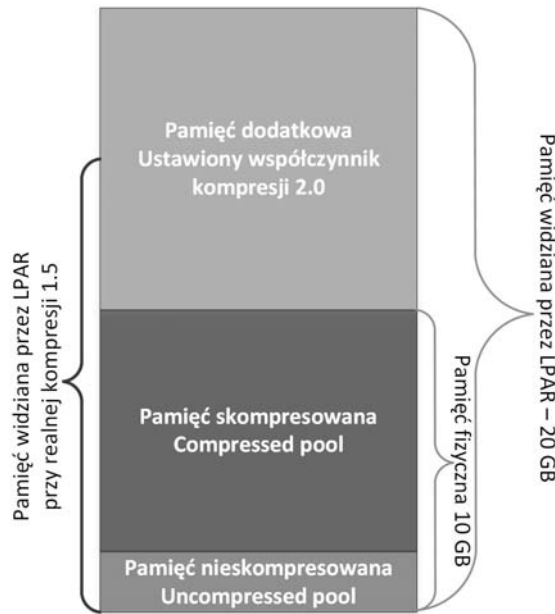 Pamięć dodatkowa
Ustawiony współczynnik
kompresji 2.0
Pamięć skompresowana
Compressed pool
Pamięć nieskompresowana
Uncompressed pool
Pamięć widziana przez LPAR
przy realnej kompresji 1.5
Pamięć fizyczna 10 GB
Pamięć widziana przez LPAR – 20 GB